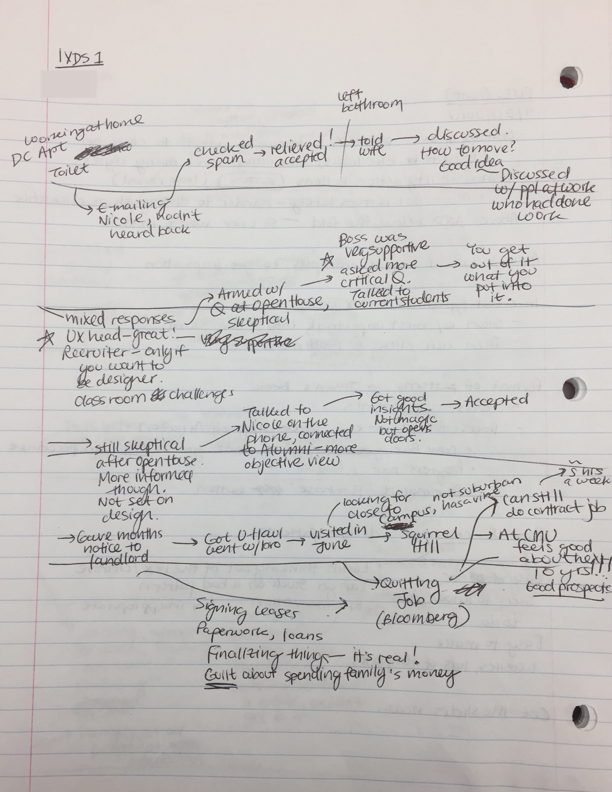 IXDS 1
working at home
DC Apt
Toilet
E-mailing
Nicole, hadn't
heard back
checked
spam
relieved!
accepted
left
bathroom
told
wife
discussed.
How to move?
Good idea
Discussed
w/ ppl at work
who had done
work
mixed responses
UX head-great!
Recruiter - only if
you want to
be designer.
classroom challenges
Armed w/
Q at open House,
skeptical
Boss was
very supportive
asked more
critical Q.
Talked to
current students
You get
out of it
what you
put into
it.
still skeptical
after open House.
More informed
though.
Not set on
design.
Talked to
Nicole on the
phone, connected
to Alumni - more
objective view
Got good
insights.
Not magic
but opens
doors.
Accepted
Gave months
notice to
landlord
Got U-Haul
went w/ bro
visited in
June
looking for
close to
campus, not suburban
has a vibe
Squirrel
Hill
Quitting
Job
(Bloomberg)
can still
do contract job
~ 5 hrs
a week
At CMU
feels good
about the
10 yrs!..
Good prospects
Signing leases
Paperwork, loans
Finalizing things - it's real!
Guilt about spending family's money